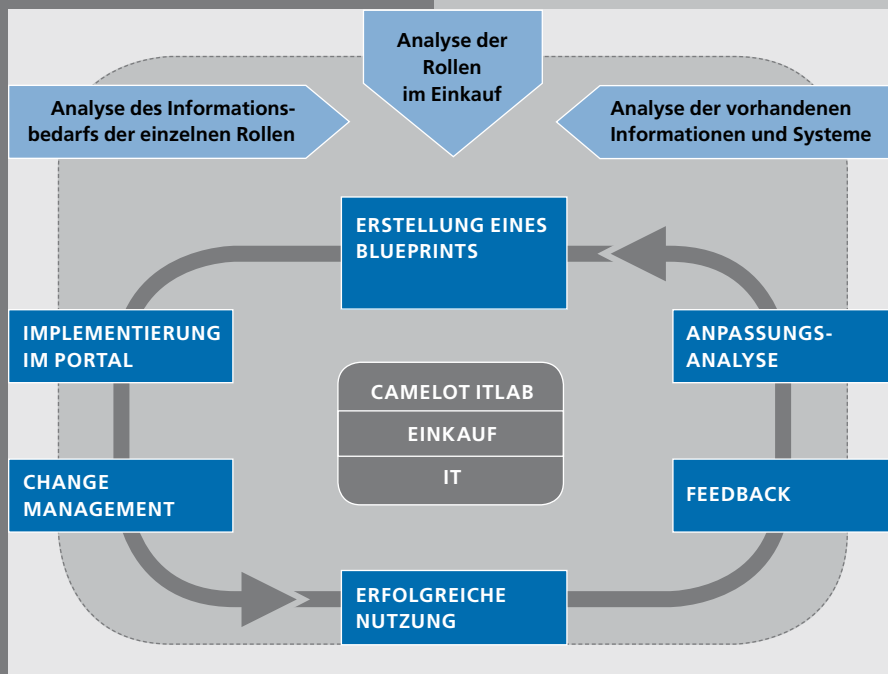 Analyse der
Rollen
im Einkauf
Analyse des Informations-
bedarfs der einzelnen Rollen
Analyse der vorhandenen
Informationen und Systeme
ERSTELLUNG EINES
BLUEPRINTS
IMPLEMENTIERUNG
IM PORTAL
ANPASSUNGS-
ANALYSE
CAMELOT ITLAB
EINKAUF
IT
CHANGE
MANAGEMENT
FEEDBACK
ERFOLGREICHE
NUTZUNG